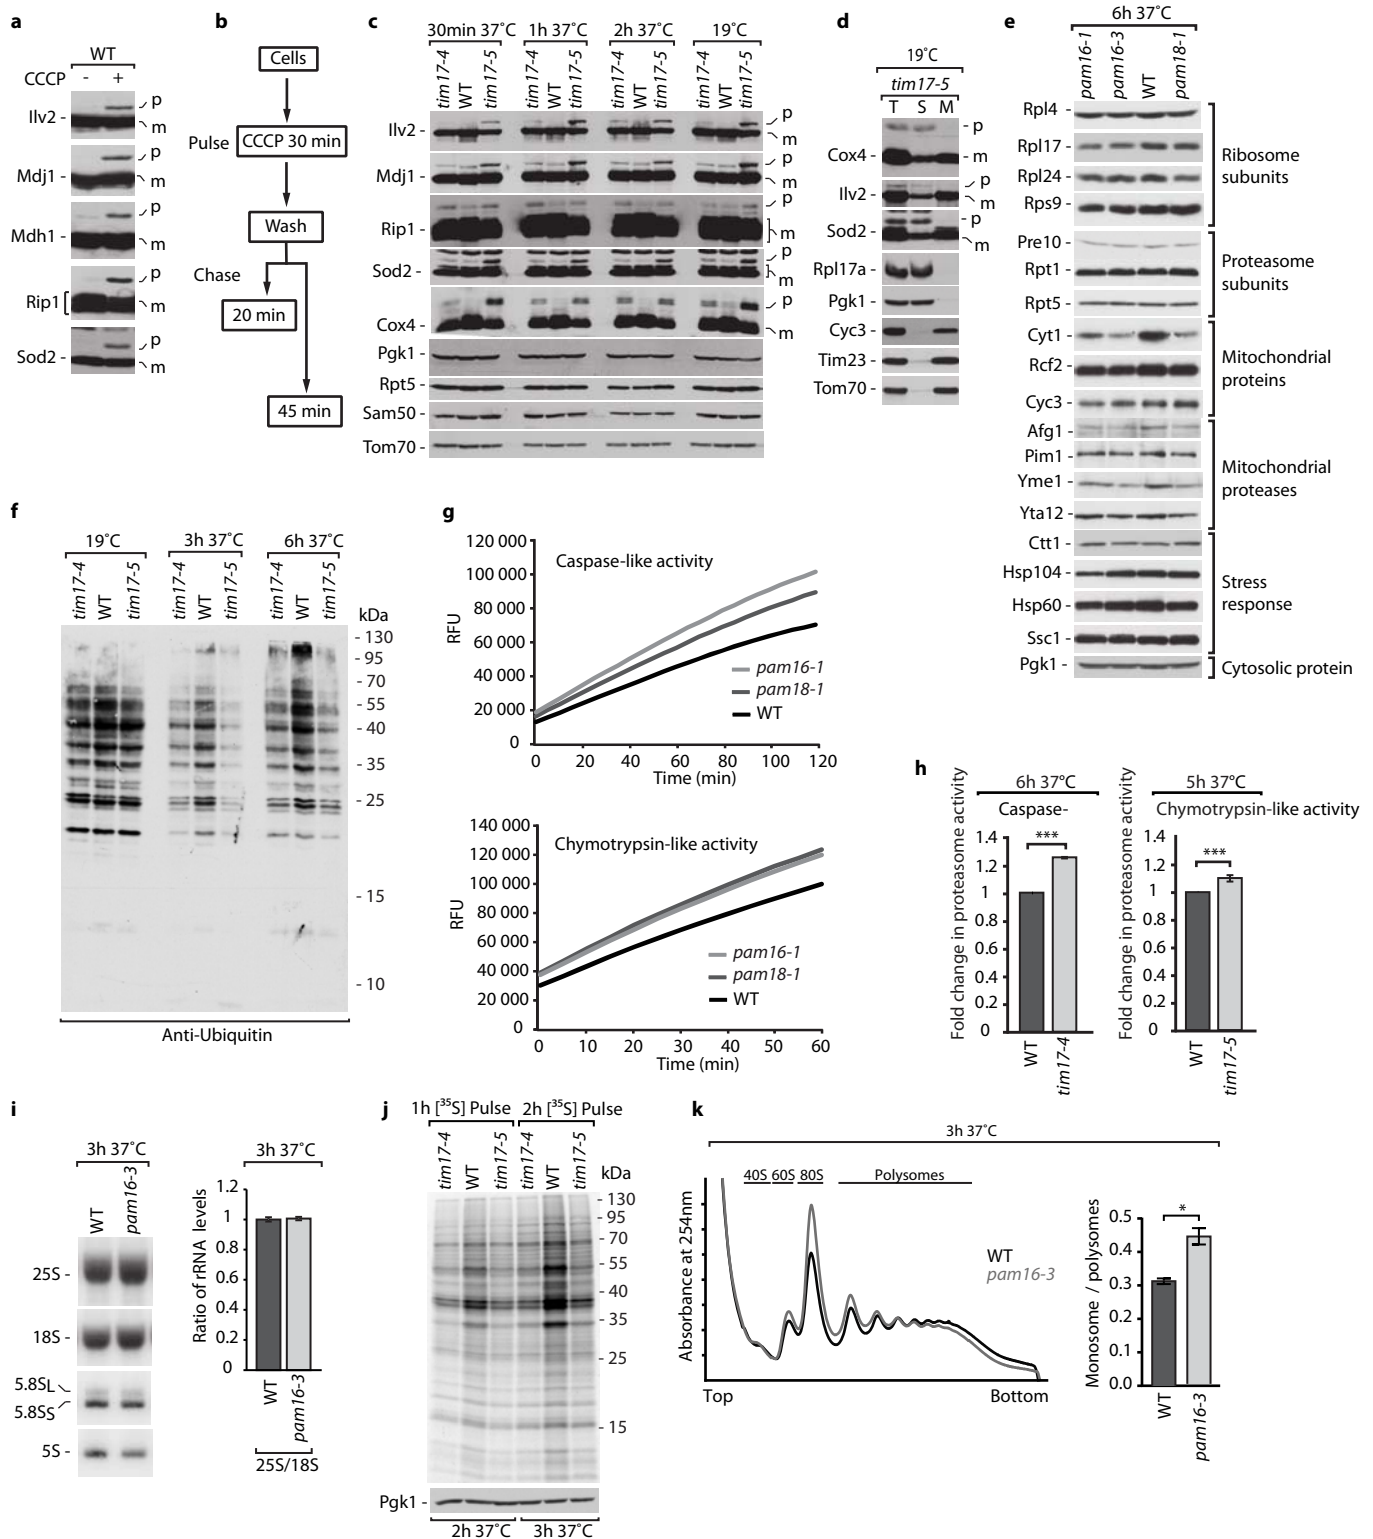 a
WT
CCCP - +
Ilv2 - p m
Mdj1 - p m
Mdh1 - p m
Rip1 p m
Sod2 - p m
b
Cells
Pulse
CCCP 30 min
Wash
Chase
20 min
45 min
c
30min 37˚C 1h 37˚C 2h 37˚C 19˚C
tim17-4 WT tim17-5 tim17-4 WT tim17-5 tim17-4 WT tim17-5 tim17-4 WT tim17-5
Ilv2 - p m
Mdj1 - p m
Rip1 - p m
Sod2 - p m
Cox4 - p m
Pgk1 -
Rpt5 -
Sam50 -
Tom70 -
d
19˚C
tim17-5
T S M
Cox4 - - p - m
Ilv2 - p m
Sod2 - - p m
Rpl17a -
Pgk1 -
Cyc3 -
Tim23 -
Tom70 -
e
6h 37˚C
pam16-1 pam16-3 WT pam18-1
Rpl4 -
Rpl17 -
Rpl24 -
Rps9 -
Ribosome
subunits
Pre10 -
Rpt1 -
Rpt5 -
Proteasome
subunits
Cyt1 -
Rcf2 -
Cyc3 -
Mitochondrial
proteins
Afg1 -
Pim1 -
Yme1 -
Yta12 -
Mitochondrial
proteases
Ctt1 -
Hsp104 -
Hsp60 -
Ssc1 -
Stress
response
Pgk1 -
Cytosolic protein
f
19˚C 3h 37˚C 6h 37˚C
tim17-4 WT tim17-5 tim17-4 WT tim17-5 tim17-4 WT tim17-5
kDa
- 130
- 95
- 70
- 55
- 40
- 35
- 25
- 15
- 10
Anti-Ubiquitin
g
Caspase-like activity
RFU
120 000
100 000
80 000
60 000
40 000
20 000
0
pam16-1
pam18-1
WT
0 20 40 60 80 100 120
Time (min)
Chymotrypsin-like activity
RFU
140 000
120 000
100 000
80 000
60 000
40 000
20 000
0
pam16-1
pam18-1
WT
0 10 20 30 40 50 60
Time (min)
h
6h 37°C
Caspase-
Fold change in proteasome activity
1.4
1.2
1
0.8
0.6
0.4
0.2
0
***
WT tim17-4
5h 37°C
Chymotrypsin-like activity
Fold change in proteasome activity
1.4
1.2
1
0.8
0.6
0.4
0.2
0
***
WT tim17-5
i
3h 37˚C
WT pam16-3
25S -
18S -
5.8SL
5.8SS
5S -
3h 37˚C
Ratio of rRNA levels
1.2
1
0.8
0.6
0.4
0.2
0
WT pam16-3
25S/18S
j
1h [35S] Pulse 2h [35S] Pulse
tim17-4 WT tim17-5 tim17-4 WT tim17-5
kDa
- 130
- 95
- 70
- 55
- 40
- 35
- 25
- 15
Pgk1 -
2h 37˚C 3h 37˚C
k
3h 37˚C
40S 60S 80S Polysomes
Absorbance at 254nm
WT
pam16-3
Top Bottom
Monosome / polysomes
0.5
0.4
0.3
0.2
0.1
0.0
*
WT pam16-3